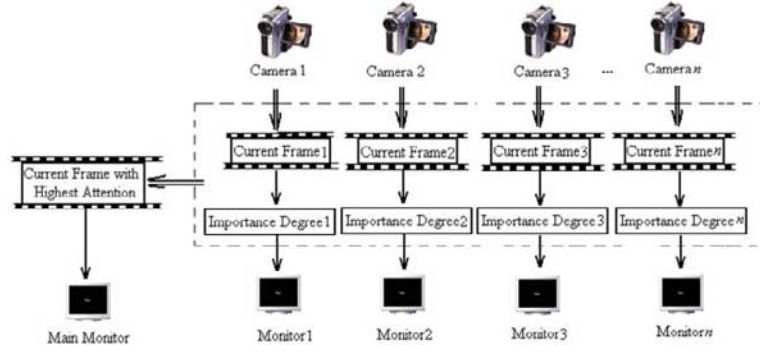 Camera 1 Camera 2 Camera3 ... Cameran
Current Frame1 Current Frame2 Current Frame3 Current Framen
Current Frame with
Highest Attention
Importance Degree1 Importance Degree2 Importance Degree3 Importance Degreen
Main Monitor Monitor1 Monitor2 Monitor3 Monitorn